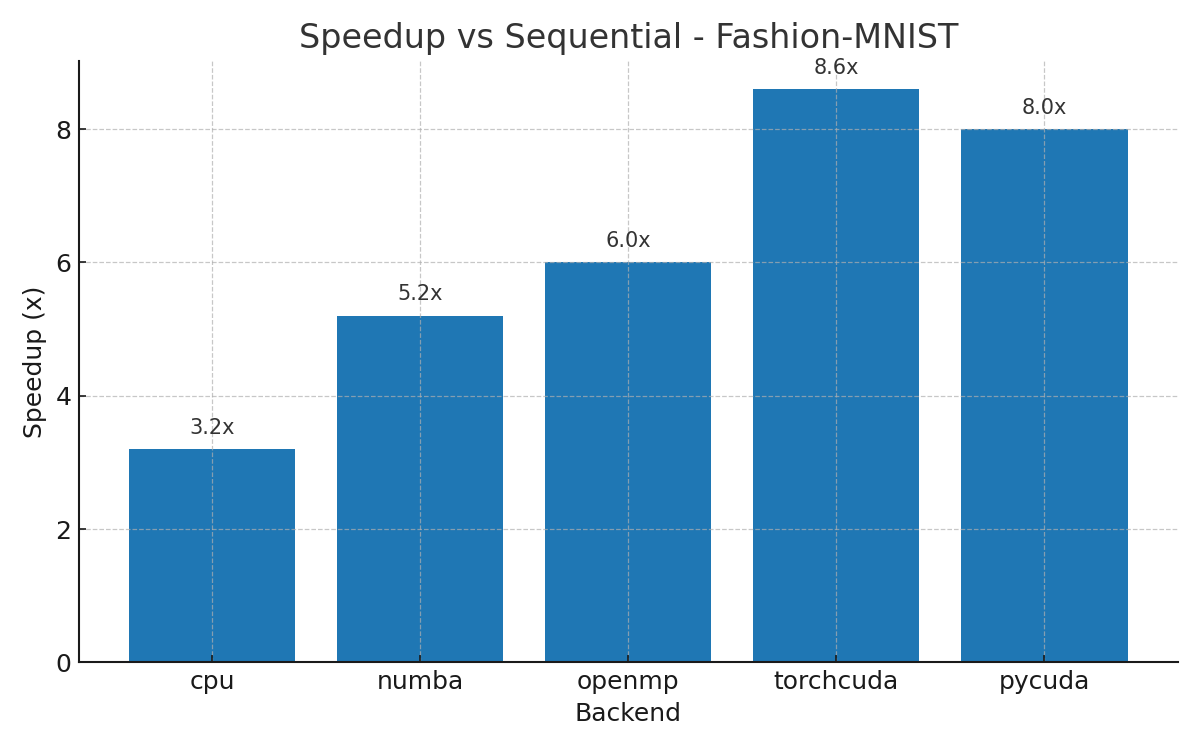 Speedup vs Sequential - Fashion-MNIST
8.6x
8.0x
8
6.0x
6
5.2x
Speedup (x)
4
3.2x
2
0
cpu numba openmp torchcuda pycuda
Backend